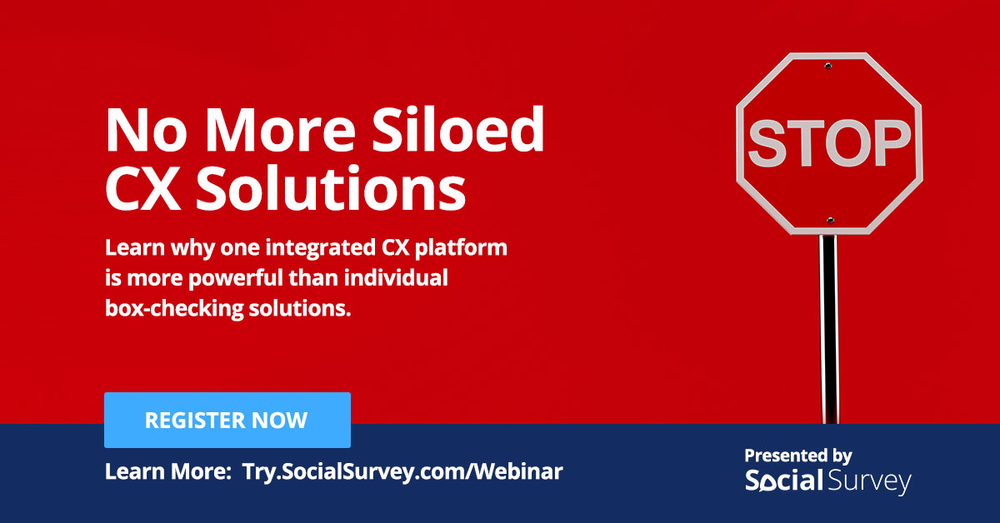 No More Siloed
CX Solutions
Learn why one integrated CX platform
is more powerful than individual
box-checking solutions.
STOP
REGISTER NOW
Learn More: Try.SocialSurvey.com/Webinar
Presented by
SocialSurvey